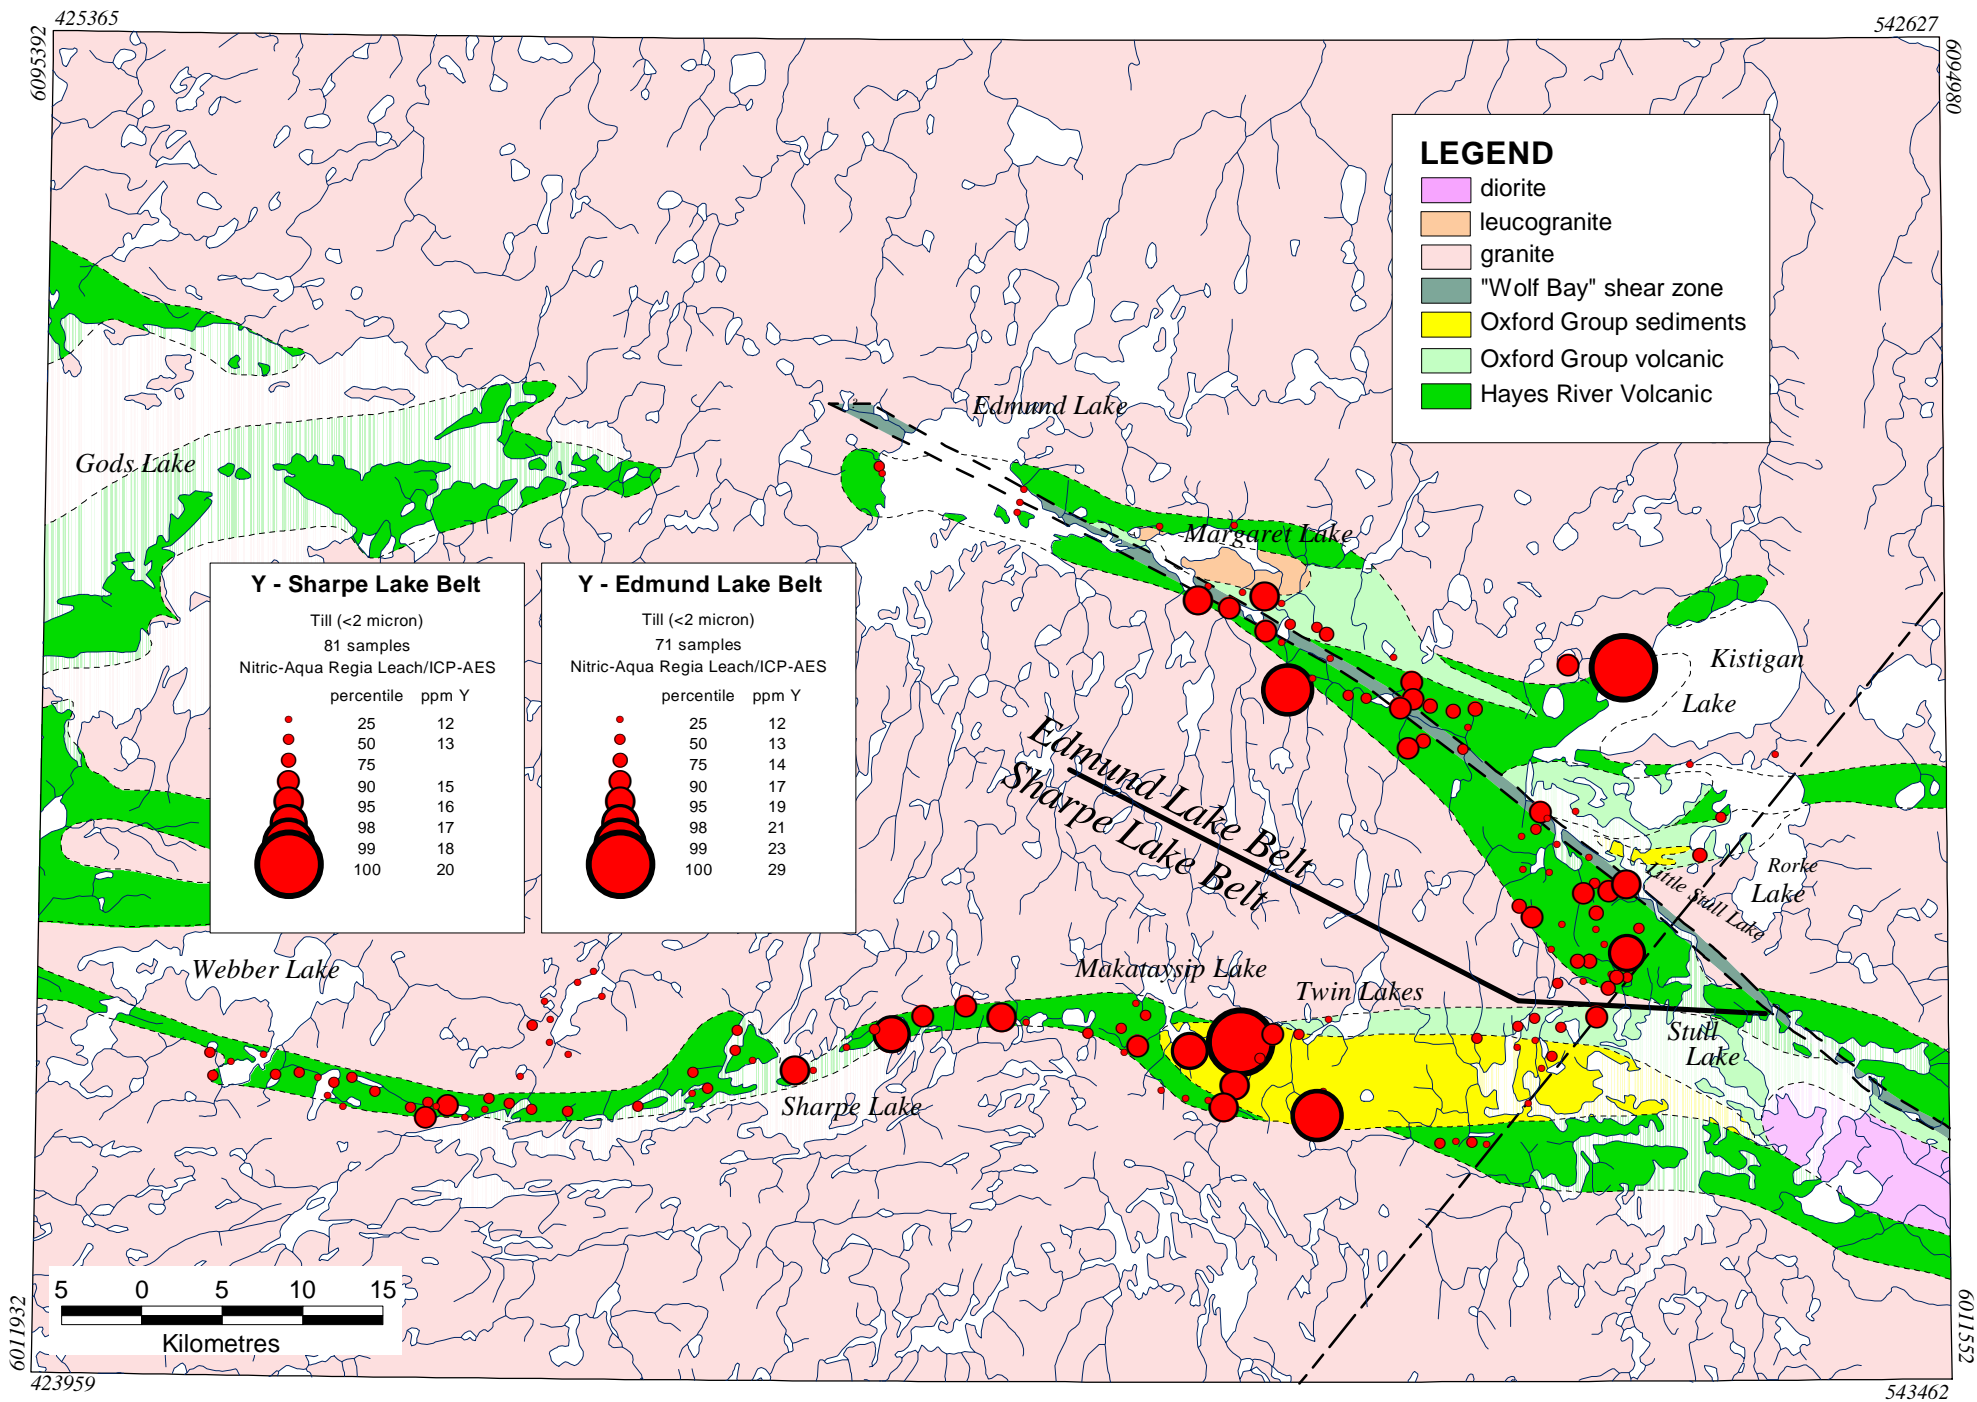 425365
542627
6095392
6094980
LEGEND
diorite
leucogranite
granite
"Wolf Bay" shear zone
Oxford Group sediments
Oxford Group volcanic
Hayes River Volcanic
Edmund Lake
Gods Lake
Margaret Lake
Kistigan
Lake
Y - Sharpe Lake Belt
Till (<2 micron)
81 samples
Nitric-Aqua Regia Leach/ICP-AES
percentile ppm Y
25 12
50 13
75
90 15
95 16
98 17
99 18
100 20
Y - Edmund Lake Belt
Till (<2 micron)
71 samples
Nitric-Aqua Regia Leach/ICP-AES
percentile ppm Y
25 12
50 13
75 14
90 17
95 19
98 21
99 23
100 29
Edmund Lake Belt
Sharpe Lake Belt
Rorke
Lake
Little Stull Lake
Webber Lake
Makataysip Lake
Twin Lakes
Stull
Lake
Sharpe Lake
5 0 5 10 15
Kilometres
6011932
423959
6011552
543462